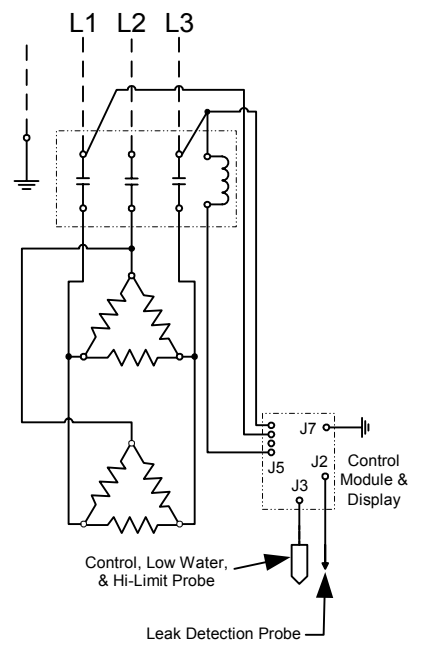 L1 L2 L3
J7
J5
J2
J3
Control
Module &
Display
Control, Low Water,
& Hi-Limit Probe
Leak Detection Probe